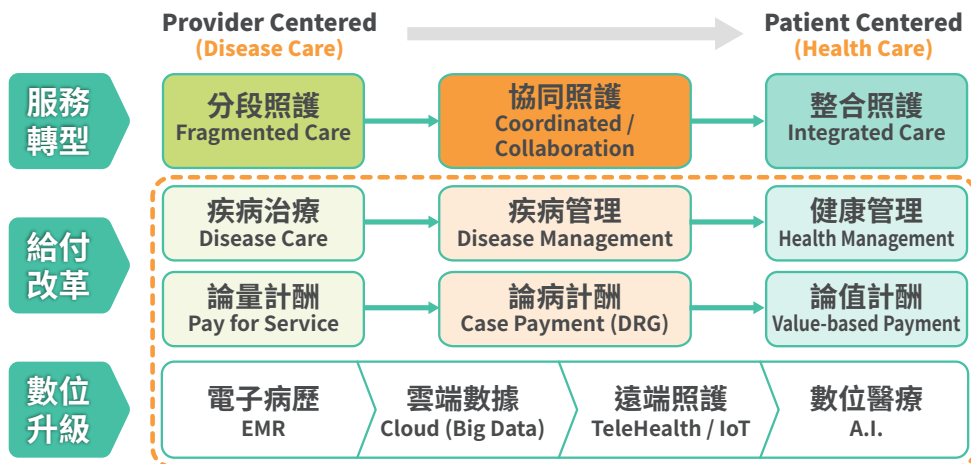 Provider Centered
(Disease Care)
Patient Centered
(Health Care)
服務
轉型
分段照護
Fragmented Care
協同照護
Coordinated /
Collaboration
整合照護
Integrated Care
給付
改革
疾病治療
Disease Care
疾病管理
Disease Management
健康管理
Health Management
論量計酬
Pay for Service
論病計酬
Case Payment (DRG)
論值計酬
Value-based Payment
數位
升級
電子病歷
EMR
雲端數據
Cloud (Big Data)
遠端照護
TeleHealth / IoT
數位醫療
A.I.